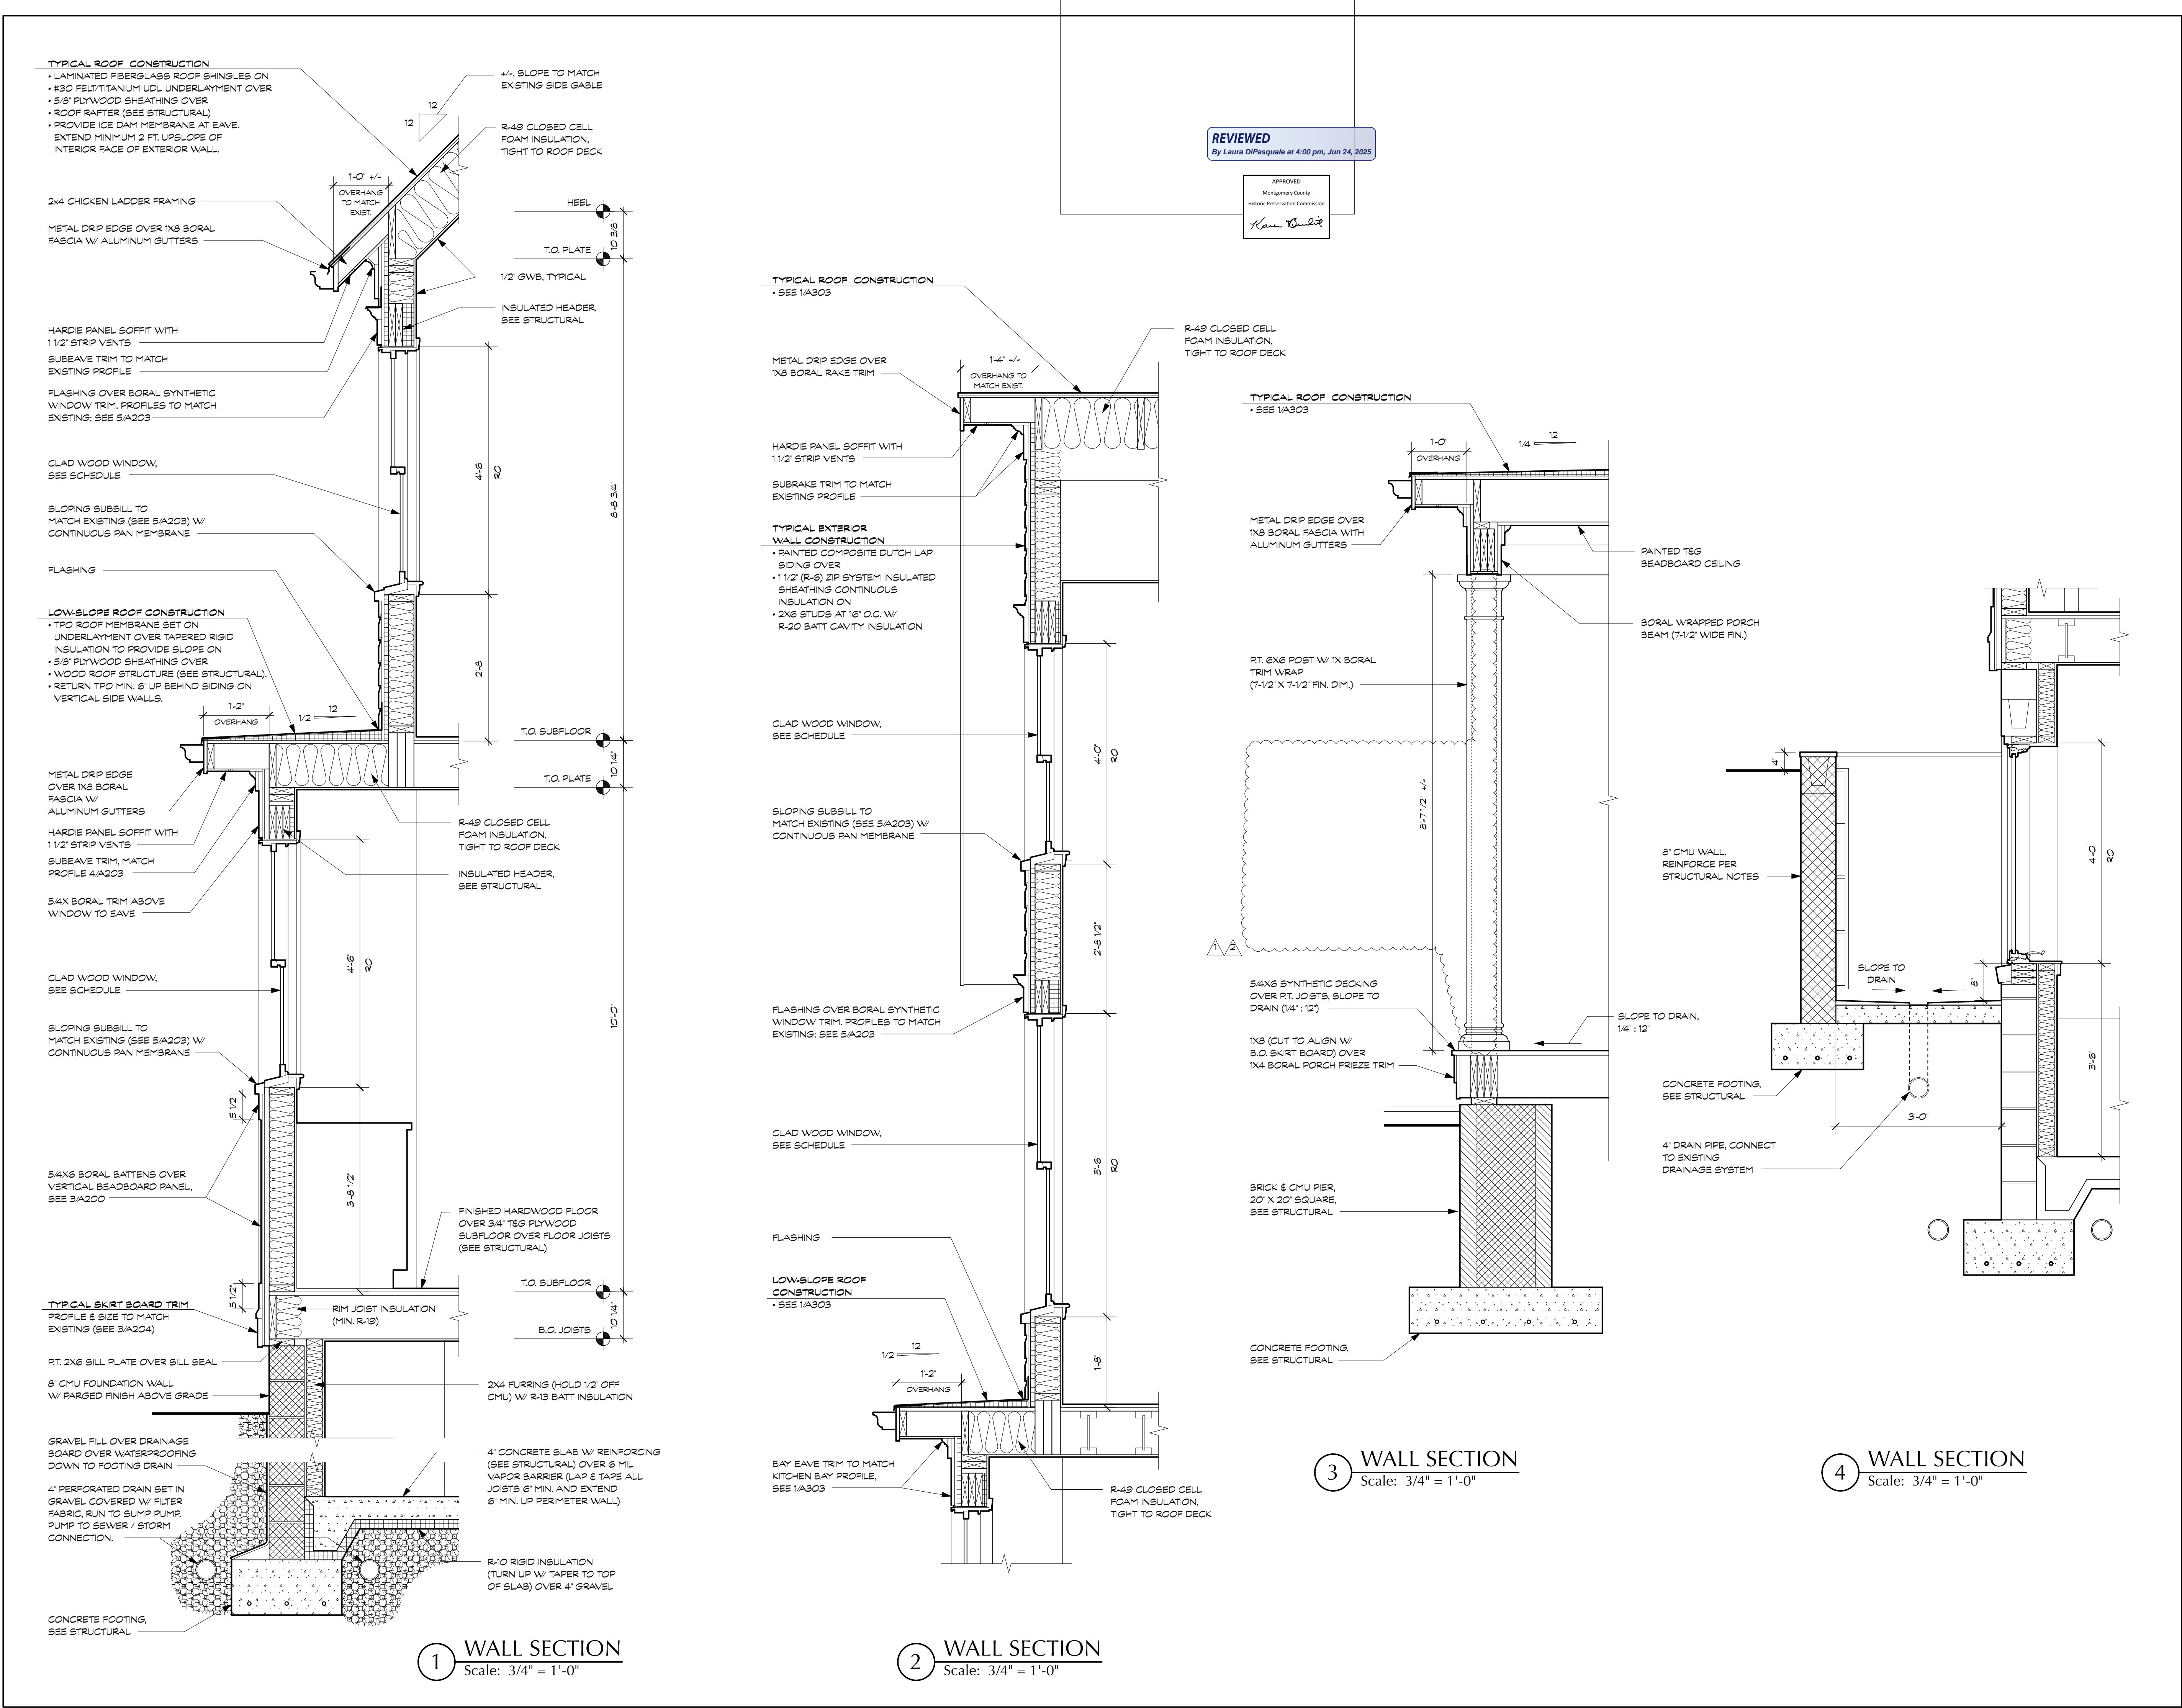 TYPICAL ROOF CONSTRUCTION
• LAMINATED FIBERGLASS ROOF SHINGLES ON
• #30 FELT/TITANIUM UDL UNDERLAYMENT OVER
• 5/8" PLYWOOD SHEATHING OVER
• ROOF RAFTER (SEE STRUCTURAL)
• PROVIDE ICE DAM MEMBRANE AT EAVE.
EXTEND MINIMUM 2 FT. UPSLOPE OF
INTERIOR FACE OF EXTERIOR WALL.
+/-, SLOPE TO MATCH
EXISTING SIDE GABLE
12
12
R-49 CLOSED CELL
FOAM INSULATION,
TIGHT TO ROOF DECK
1'-0" +/-
OVERHANG
TO MATCH
EXIST.
2x4 CHICKEN LADDER FRAMING
METAL DRIP EDGE OVER 1X8 BORAL
FASCIA W/ ALUMINUM GUTTERS
HEEL
10 3/8"
T.O. PLATE
1/2" GWB, TYPICAL
INSULATED HEADER,
SEE STRUCTURAL
HARDIE PANEL SOFFIT WITH
1 1/2" STRIP VENTS
SUBEAVE TRIM TO MATCH
EXISTING PROFILE
FLASHING OVER BORAL SYNTHETIC
WINDOW TRIM. PROFILES TO MATCH
EXISTING; SEE 5/A203
CLAD WOOD WINDOW,
SEE SCHEDULE
4'-6"
RO
8'-8 3/4"
SLOPING SUBSILL TO
MATCH EXISTING (SEE 5/A203) W/
CONTINUOUS PAN MEMBRANE
FLASHING
LOW-SLOPE ROOF CONSTRUCTION
• TPO ROOF MEMBRANE SET ON
UNDERLAYMENT OVER TAPERED RIGID
INSULATION TO PROVIDE SLOPE ON
• 5/8" PLYWOOD SHEATHING OVER
• WOOD ROOF STRUCTURE (SEE STRUCTURAL).
• RETURN TPO MIN. 6" UP BEHIND SIDING ON
VERTICAL SIDE WALLS.
2'-8"
1'-2"
OVERHANG
1/2
12
T.O. SUBFLOOR
10 1/4"
T.O. PLATE
METAL DRIP EDGE
OVER 1X8 BORAL
FASCIA W/
ALUMINUM GUTTERS
HARDIE PANEL SOFFIT WITH
1 1/2" STRIP VENTS
SUBEAVE TRIM, MATCH
PROFILE 4/A203
5/4X BORAL TRIM ABOVE
WINDOW TO EAVE
R-49 CLOSED CELL
FOAM INSULATION,
TIGHT TO ROOF DECK
INSULATED HEADER,
SEE STRUCTURAL
CLAD WOOD WINDOW,
SEE SCHEDULE
4'-6"
RO
10'-0"
SLOPING SUBSILL TO
MATCH EXISTING (SEE 5/A203) W/
CONTINUOUS PAN MEMBRANE
5 1/2"
5/4X6 BORAL BATTENS OVER
VERTICAL BEADBOARD PANEL,
SEE 3/A200
3'-8 1/2"
FINISHED HARDWOOD FLOOR
OVER 3/4" T&G PLYWOOD
SUBFLOOR OVER FLOOR JOISTS
(SEE STRUCTURAL)
5 1/2"
T.O. SUBFLOOR
10 1/4"
B.O. JOISTS
TYPICAL SKIRT BOARD TRIM
PROFILE & SIZE TO MATCH
EXISTING (SEE 3/A204)
RIM JOIST INSULATION
(MIN. R-19)
P.T. 2X6 SILL PLATE OVER SILL SEAL
8" CMU FOUNDATION WALL
W/ PARGED FINISH ABOVE GRADE
2X4 FURRING (HOLD 1/2" OFF
CMU) W/ R-13 BATT INSULATION
GRAVEL FILL OVER DRAINAGE
BOARD OVER WATERPROOFING
DOWN TO FOOTING DRAIN
4" PERFORATED DRAIN SET IN
GRAVEL COVERED W/ FILTER
FABRIC, RUN TO SUMP PUMP.
PUMP TO SEWER / STORM
CONNECTION.
4" CONCRETE SLAB W/ REINFORCING
(SEE STRUCTURAL) OVER 6 MIL
VAPOR BARRIER (LAP & TAPE ALL
JOISTS 6" MIN. AND EXTEND
6" MIN. UP PERIMETER WALL)
R-10 RIGID INSULATION
(TURN UP W/ TAPER TO TOP
OF SLAB) OVER 4" GRAVEL
CONCRETE FOOTING,
SEE STRUCTURAL
1 WALL SECTION
Scale: 3/4" = 1'-0"
REVIEWED
By Laura DiPasquale at 4:00 pm, Jun 24, 2025
APPROVED
Montgomery County
Historic Preservation Commission
TYPICAL ROOF CONSTRUCTION
• SEE 1/A303
R-49 CLOSED CELL
FOAM INSULATION,
TIGHT TO ROOF DECK
METAL DRIP EDGE OVER
1X8 BORAL RAKE TRIM
1'-4" +/-
OVERHANG TO
MATCH EXIST.
HARDIE PANEL SOFFIT WITH
1 1/2" STRIP VENTS
SUBRAKE TRIM TO MATCH
EXISTING PROFILE
TYPICAL EXTERIOR
WALL CONSTRUCTION
• PAINTED COMPOSITE DUTCH LAP
SIDING OVER
• 1 1/2" (R-6) ZIP SYSTEM INSULATED
SHEATHING CONTINUOUS
INSULATION ON
• 2X6 STUDS AT 16" O.C. W/
R-20 BATT CAVITY INSULATION
CLAD WOOD WINDOW,
SEE SCHEDULE
4'-0"
RO
SLOPING SUBSILL TO
MATCH EXISTING (SEE 5/A203) W/
CONTINUOUS PAN MEMBRANE
2'-8 1/2"
FLASHING OVER BORAL SYNTHETIC
WINDOW TRIM. PROFILES TO MATCH
EXISTING; SEE 5/A203
CLAD WOOD WINDOW,
SEE SCHEDULE
5'-6"
RO
FLASHING
LOW-SLOPE ROOF
CONSTRUCTION
• SEE 1/A303
1/2
12
1'-2"
OVERHANG
1'-8"
BAY EAVE TRIM TO MATCH
KITCHEN BAY PROFILE,
SEE 1/A303
R-49 CLOSED CELL
FOAM INSULATION,
TIGHT TO ROOF DECK
2 WALL SECTION
Scale: 3/4" = 1'-0"
TYPICAL ROOF CONSTRUCTION
• SEE 1/A303
1'-0"
OVERHANG
1/4
12
METAL DRIP EDGE OVER
1X8 BORAL FASCIA WITH
ALUMINUM GUTTERS
PAINTED T&G
BEADBOARD CEILING
BORAL WRAPPED PORCH
BEAM (7-1/2" WIDE FIN.)
P.T. 6X6 POST W/ 1X BORAL
TRIM WRAP
(7-1/2" X 7-1/2" FIN. DIM.)
8'-7 1/2" +/-
1 2
5/4X6 SYNTHETIC DECKING
OVER P.T. JOISTS, SLOPE TO
DRAIN (1/4" : 12")
SLOPE TO DRAIN,
1/4" : 12"
1X8 (CUT TO ALIGN W/
B.O. SKIRT BOARD) OVER
1X4 BORAL PORCH FRIEZE TRIM
BRICK & CMU PIER,
20" X 20" SQUARE,
SEE STRUCTURAL
CONCRETE FOOTING,
SEE STRUCTURAL
3 WALL SECTION
Scale: 3/4" = 1'-0"
4"
8" CMU WALL,
REINFORCE PER
STRUCTURAL NOTES
4'-0"
RO
SLOPE TO
DRAIN
8"
CONCRETE FOOTING,
SEE STRUCTURAL
3'-6"
3'-0"
4" DRAIN PIPE, CONNECT
TO EXISTING
DRAINAGE SYSTEM
4 WALL SECTION
Scale: 3/4" = 1'-0"